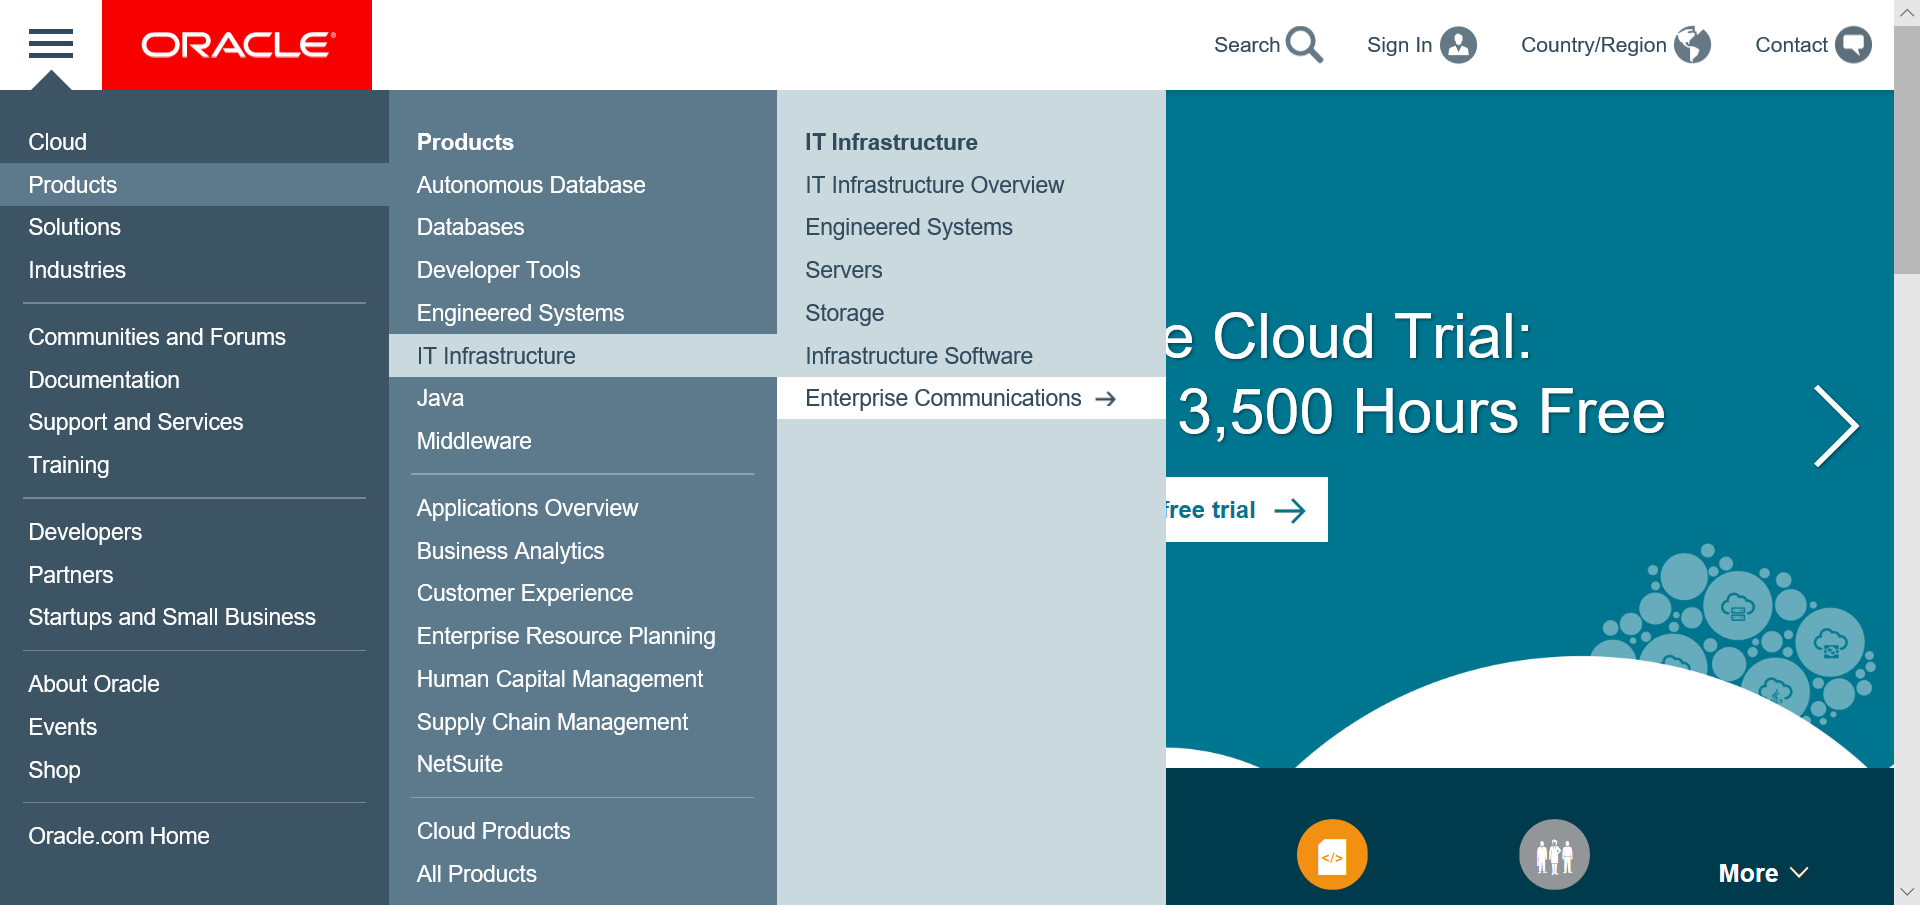 ORACLE®
Search
Sign In
Country/Region
Contact
Cloud
Products
Solutions
Industries
Communities and Forums
Documentation
Support and Services
Training
Developers
Partners
Startups and Small Business
About Oracle
Events
Shop
Oracle.com Home
Products
Autonomous Database
Databases
Developer Tools
Engineered Systems
IT Infrastructure
Java
Middleware
Applications Overview
Business Analytics
Customer Experience
Enterprise Resource Planning
Human Capital Management
Supply Chain Management
NetSuite
Cloud Products
All Products
IT Infrastructure
IT Infrastructure Overview
Engineered Systems
Servers
Storage
Infrastructure Software
Enterprise Communications →
e Cloud Trial:
3,500 Hours Free
free trial →
</>
More